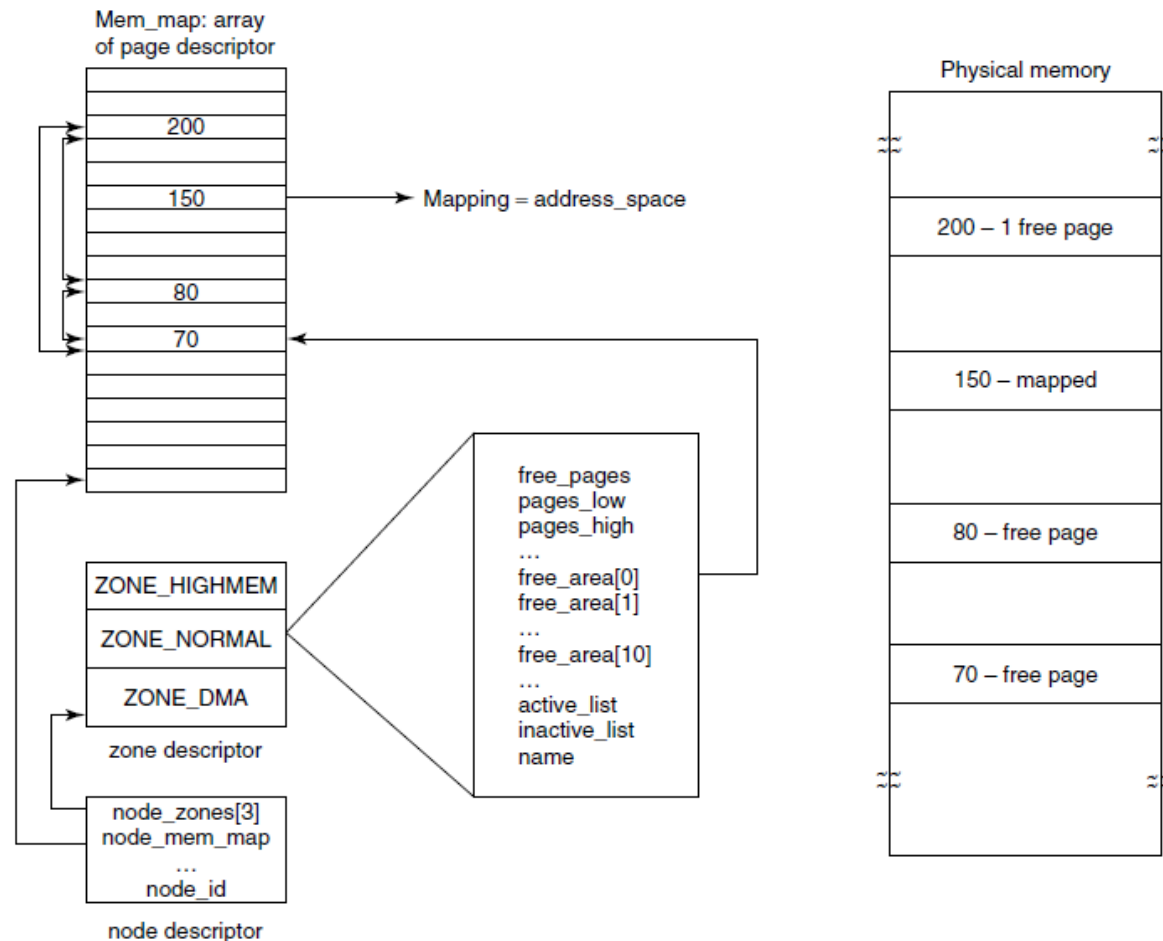 Mem_map: array
of page descriptor
200
150
80
70
Mapping = address_space
free_pages
pages_low
pages_high
…
free_area[0]
free_area[1]
…
free_area[10]
…
active_list
inactive_list
name
ZONE_HIGHMEM
ZONE_NORMAL
ZONE_DMA
zone descriptor
node_zones[3]
node_mem_map
…
node_id
node descriptor
Physical memory
200 – 1 free page
150 – mapped
80 – free page
70 – free page